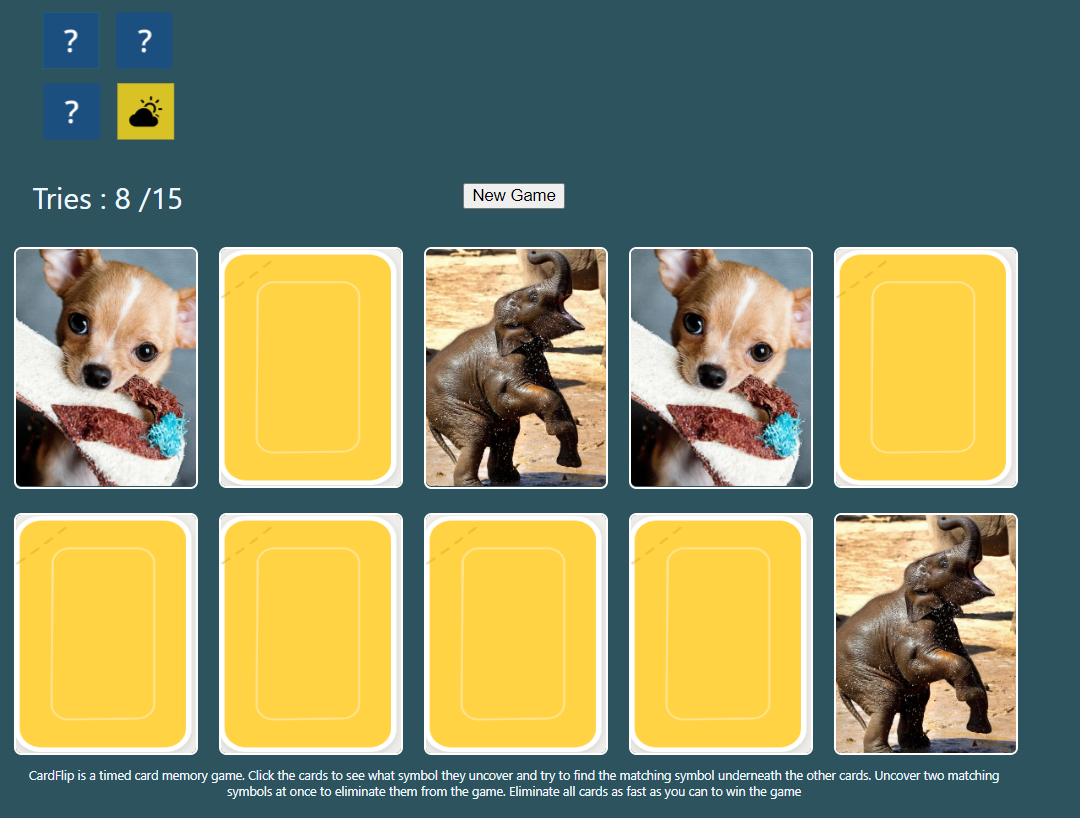 ? ?
?
Tries : 8 /15
New Game
CardFlip is a timed card memory game. Click the cards to see what symbol they uncover and try to find the matching symbol underneath the other cards. Uncover two matching
symbols at once to eliminate them from the game. Eliminate all cards as fast as you can to win the game